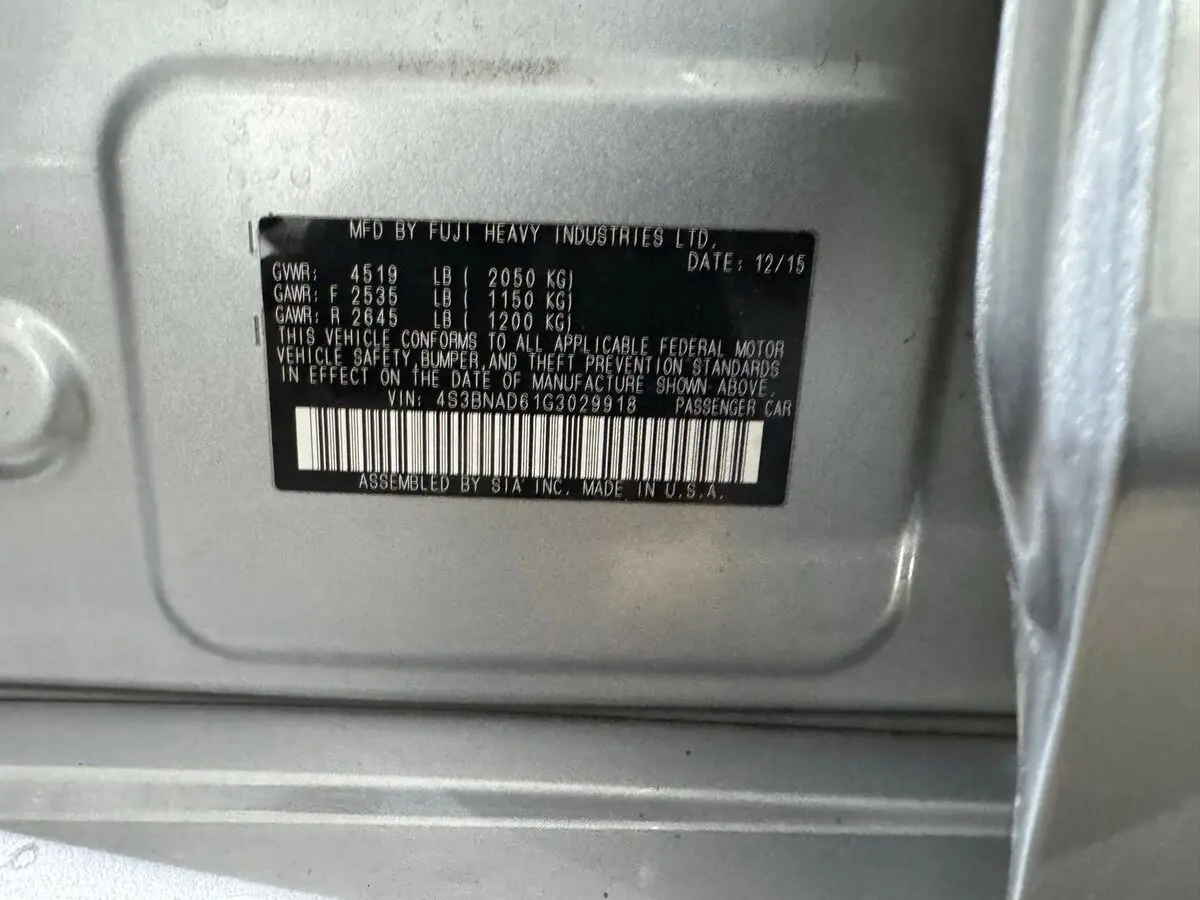 MFD BY FUJI HEAVY INDUSTRIES LTD.
DATE: 12/15
GVWR: 4519 LB ( 2050 KG)
GAWR: F 2535 LB ( 1150 KG)
GAWR: R 2645 LB ( 1200 KG)
THIS VEHICLE CONFORMS TO ALL APPLICABLE FEDERAL MOTOR
VEHICLE SAFETY,BUMPER,AND THEFT PREVENTION STANDARDS
IN EFFECT ON THE DATE OF MANUFACTURE SHOWN ABOVE.
VIN: 4S3BNAD61G3029918 PASSENGER CAR
ASSEMBLED BY SIA INC. MADE IN U.S.A.